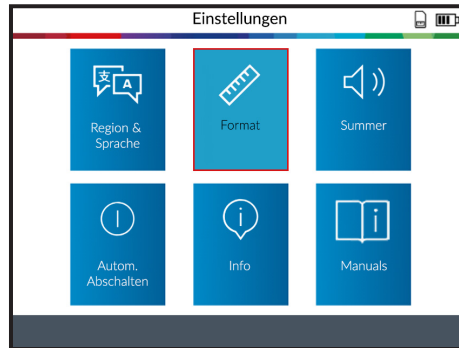 Einstellungen
Region &
Sprache
Format
Summer
Autom.
Abschalten
Info
Manuals